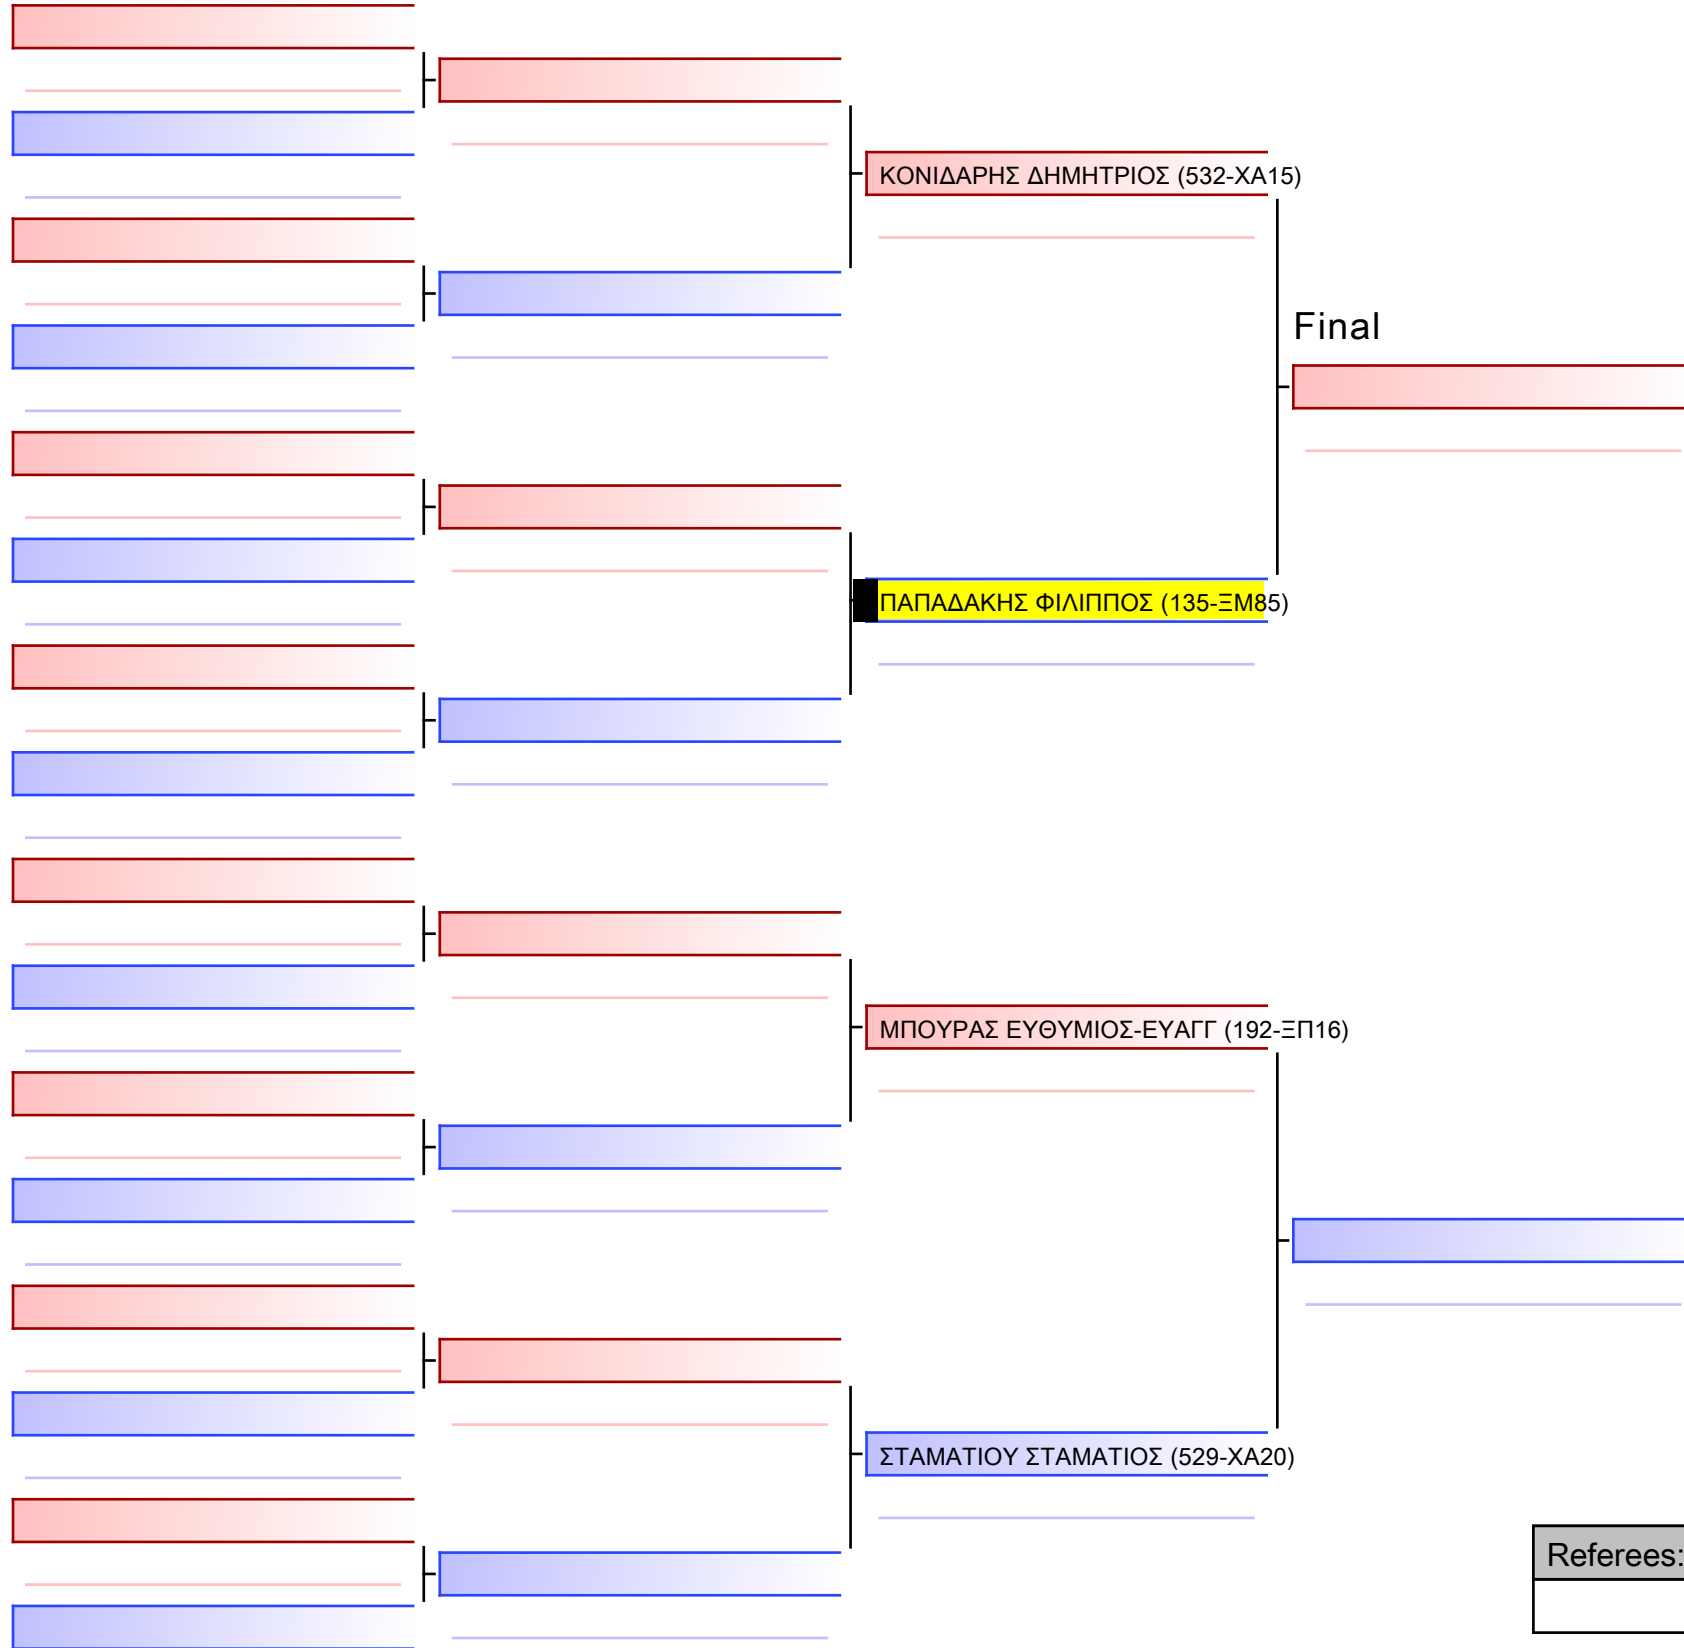 ΚΟΝΙΔΑΡΗΣ ΔΗΜΗΤΡΙΟΣ (532-ΧΑ15)
Final
ΠΑΠΑΔΑΚΗΣ ΦΙΛΙΠΠΟΣ (135-ΞΜ85)
ΜΠΟΥΡΑΣ ΕΥΘΥΜΙΟΣ-ΕΥΑΓΓ (192-ΞΠ16)
ΣΤΑΜΑΤΙΟΥ ΣΤΑΜΑΤΙΟΣ (529-ΧΑ20)
Referees: